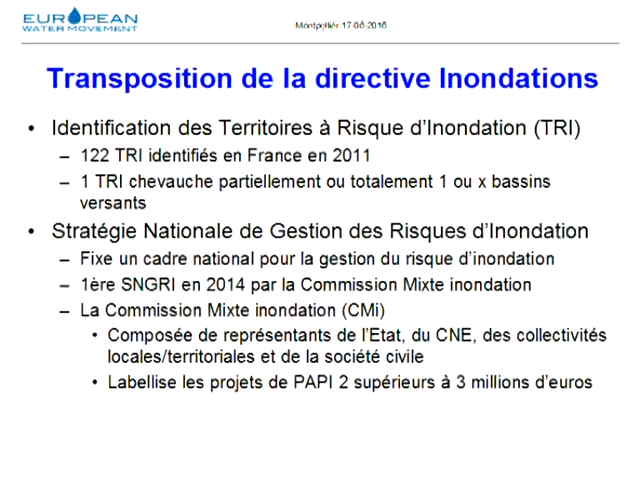 EUROPEAN
WATER MOVEMENT
Montpellier 17-06-2016
Transposition de la directive Inondations
• Identification des Territoires à Risque d'Inondation (TRI)
– 122 TRI identifiés en France en 2011
– 1 TRI chevauche partiellement ou totalement 1 ou x bassins
versants
• Stratégie Nationale de Gestion des Risques d'Inondation
– Fixe un cadre national pour la gestion du risque d'inondation
– 1ère SNGRI en 2014 par la Commission Mixte inondation
– La Commission Mixte inondation (CMi)
• Composée de représentants de l'Etat, du CNE, des collectivités
locales/territoriales et de la société civile
• Labellise les projets de PAPI 2 supérieurs à 3 millions d'euros